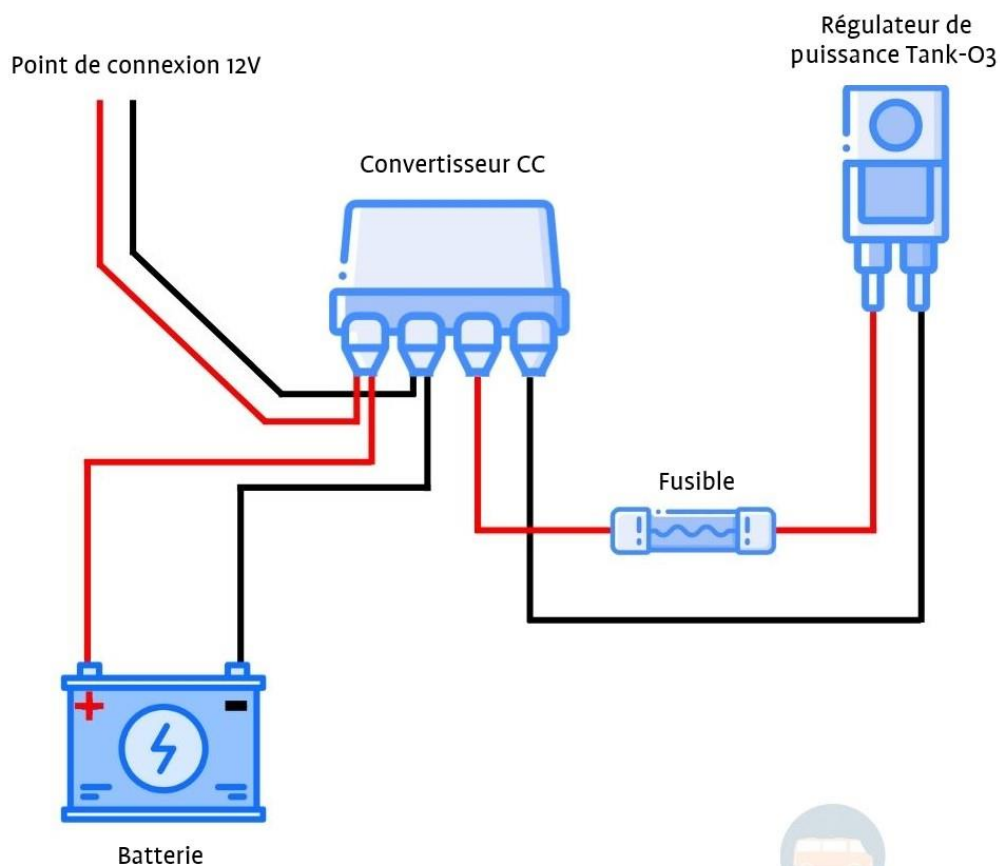 Régulateur de
puissance Tank-O3
Point de connexion 12V
Convertisseur CC
Fusible
Batterie